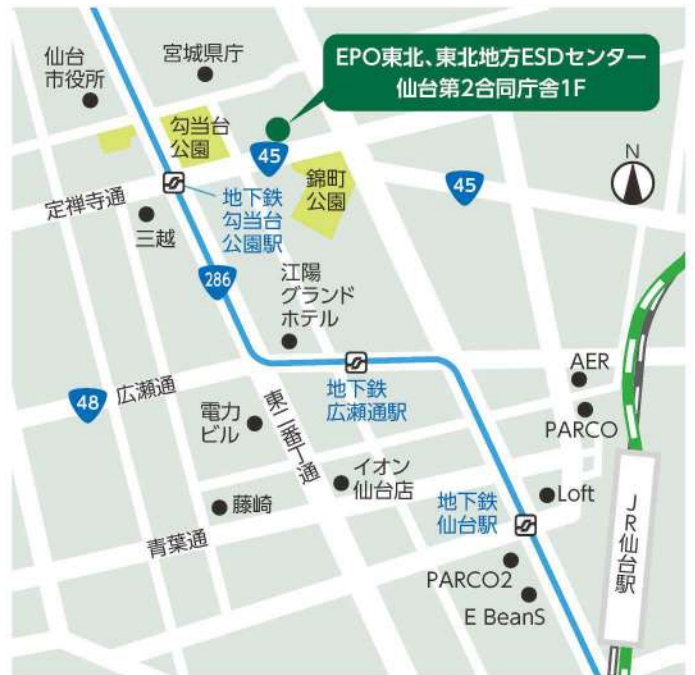 仙台
市役所
宮城県庁
EPO東北、東北地方ESDセンター
仙台第2合同庁舎1F
勾当台
公園
45
錦町
公園
45
N
定禅寺通
三越
地下鉄
勾当台
公園駅
286
江陽
グランド
ホテル
AER
広瀬通
48
地下鉄
広瀬通駅
PARCO
電力
ビル
東二番丁通
イオン
仙台店
藤崎
地下鉄
仙台駅
Loft
JR仙台駅
青葉通
PARCO2
E BeanS